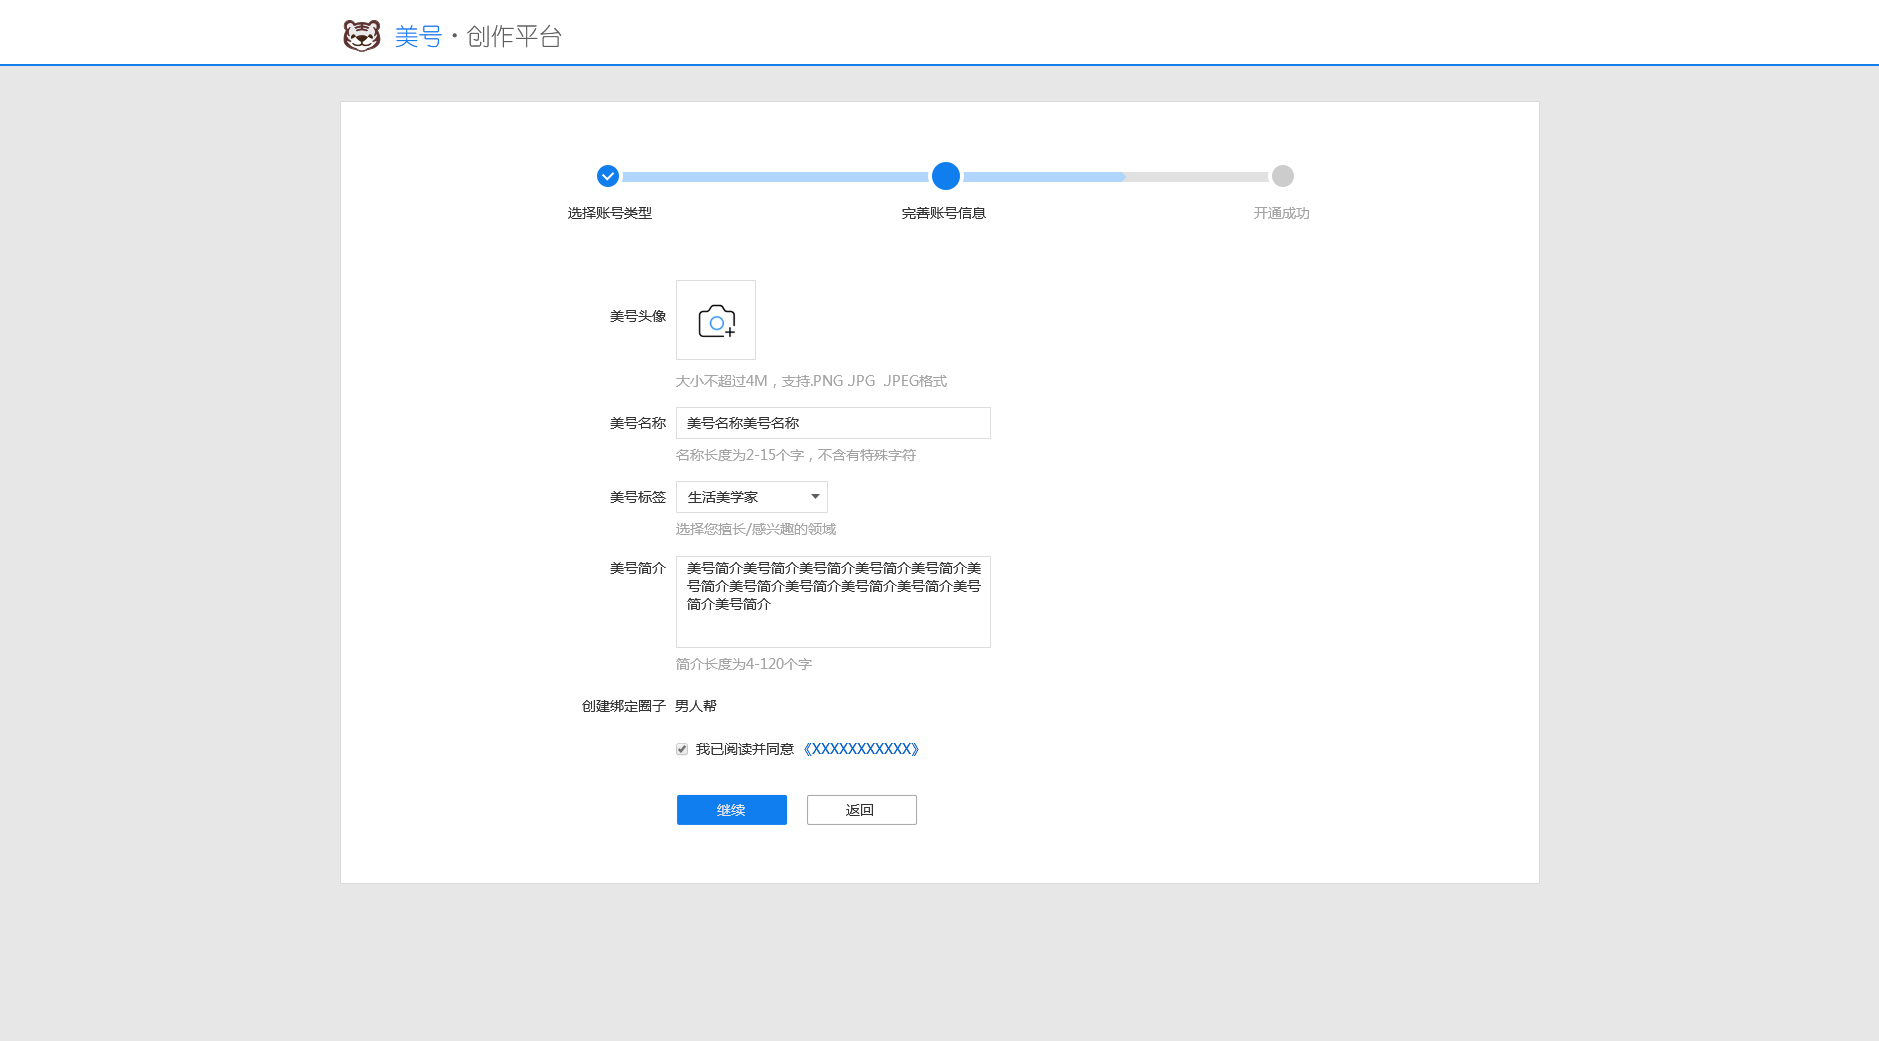 美号·创作平台
选择账号类型
完善账号信息
开通成功
美号头像
大小不超过4M，支持.PNG .JPG .JPEG格式
美号名称 美号名称美号名称
名称长度为2-15个字，不含有特殊字符
美号标签 生活美学家
选择您擅长/感兴趣的领域
美号简介 美号简介美号简介美号简介美号简介美号简介美
号简介美号简介美号简介美号简介美号简介美号
简介美号简介
简介长度为4-120个字
创建绑定圈子 男人帮
我已阅读并同意 《XXXXXXXXXXX》
继续 返回